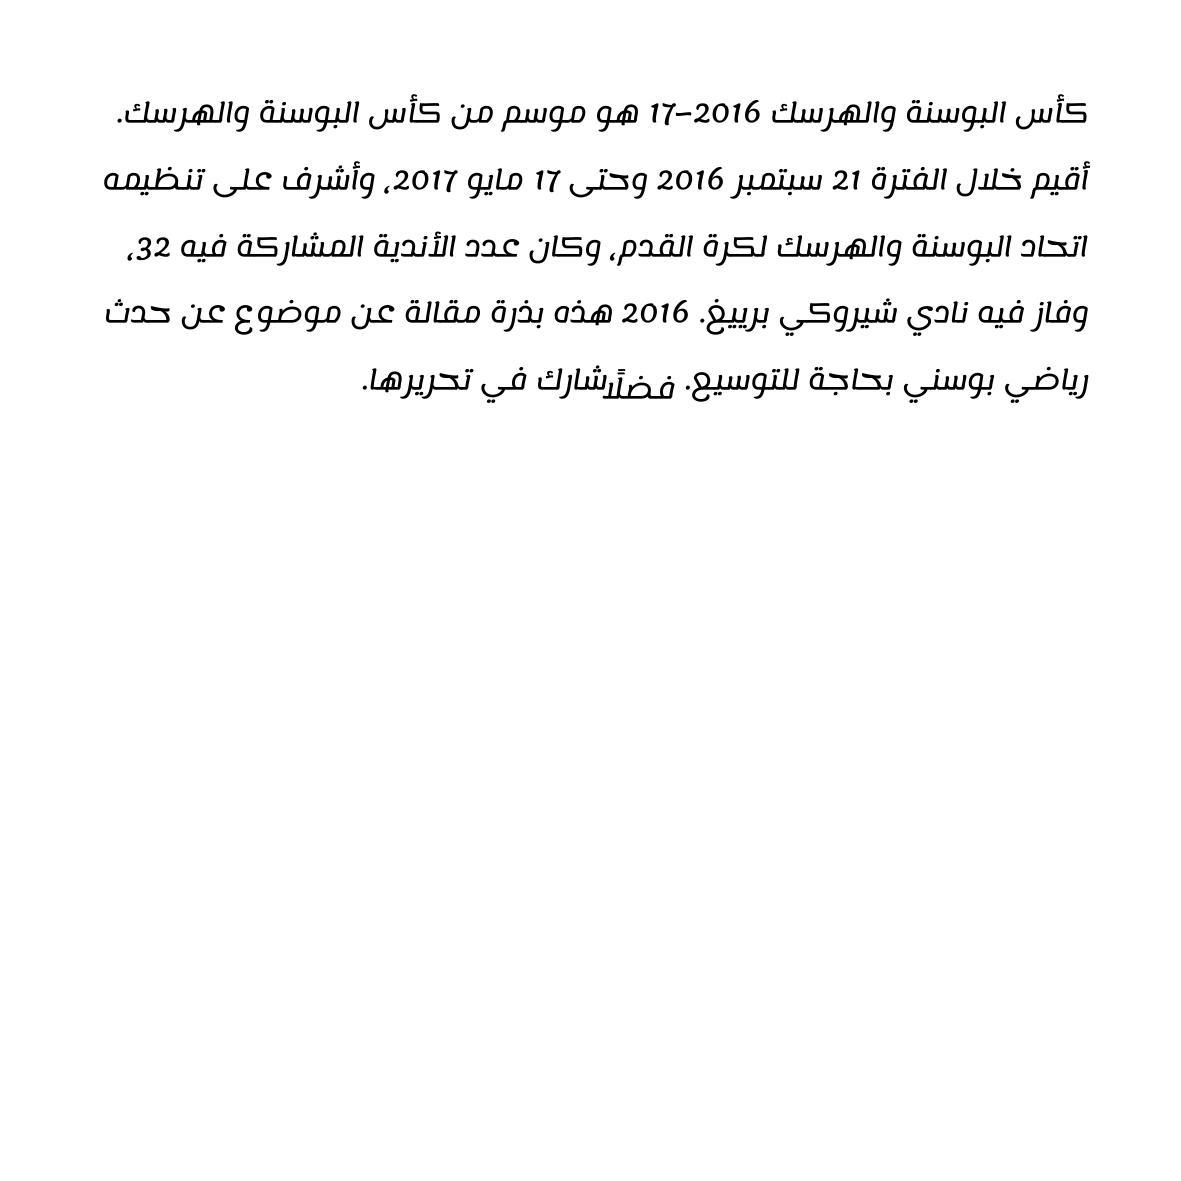 كأس البوسنة والهرسك 2016–17 هو موسم من كأس البوسنة والهرسك.
أقيم خلال الفترة 21 سبتمبر 2016 وحتى 17 مايو 2017، وأشرف على تنظيمه
اتحاد البوسنة والهرسك لكرة القدم، وكان عدد الأندية المشاركة فيه 32،
وفاز فيه نادي شيروكي برييغ. 2016 هذه بذرة مقالة عن موضوع عن حدث
رياضي بوسني بحاجة للتوسيع. فضلًا شارك في تحريرها.